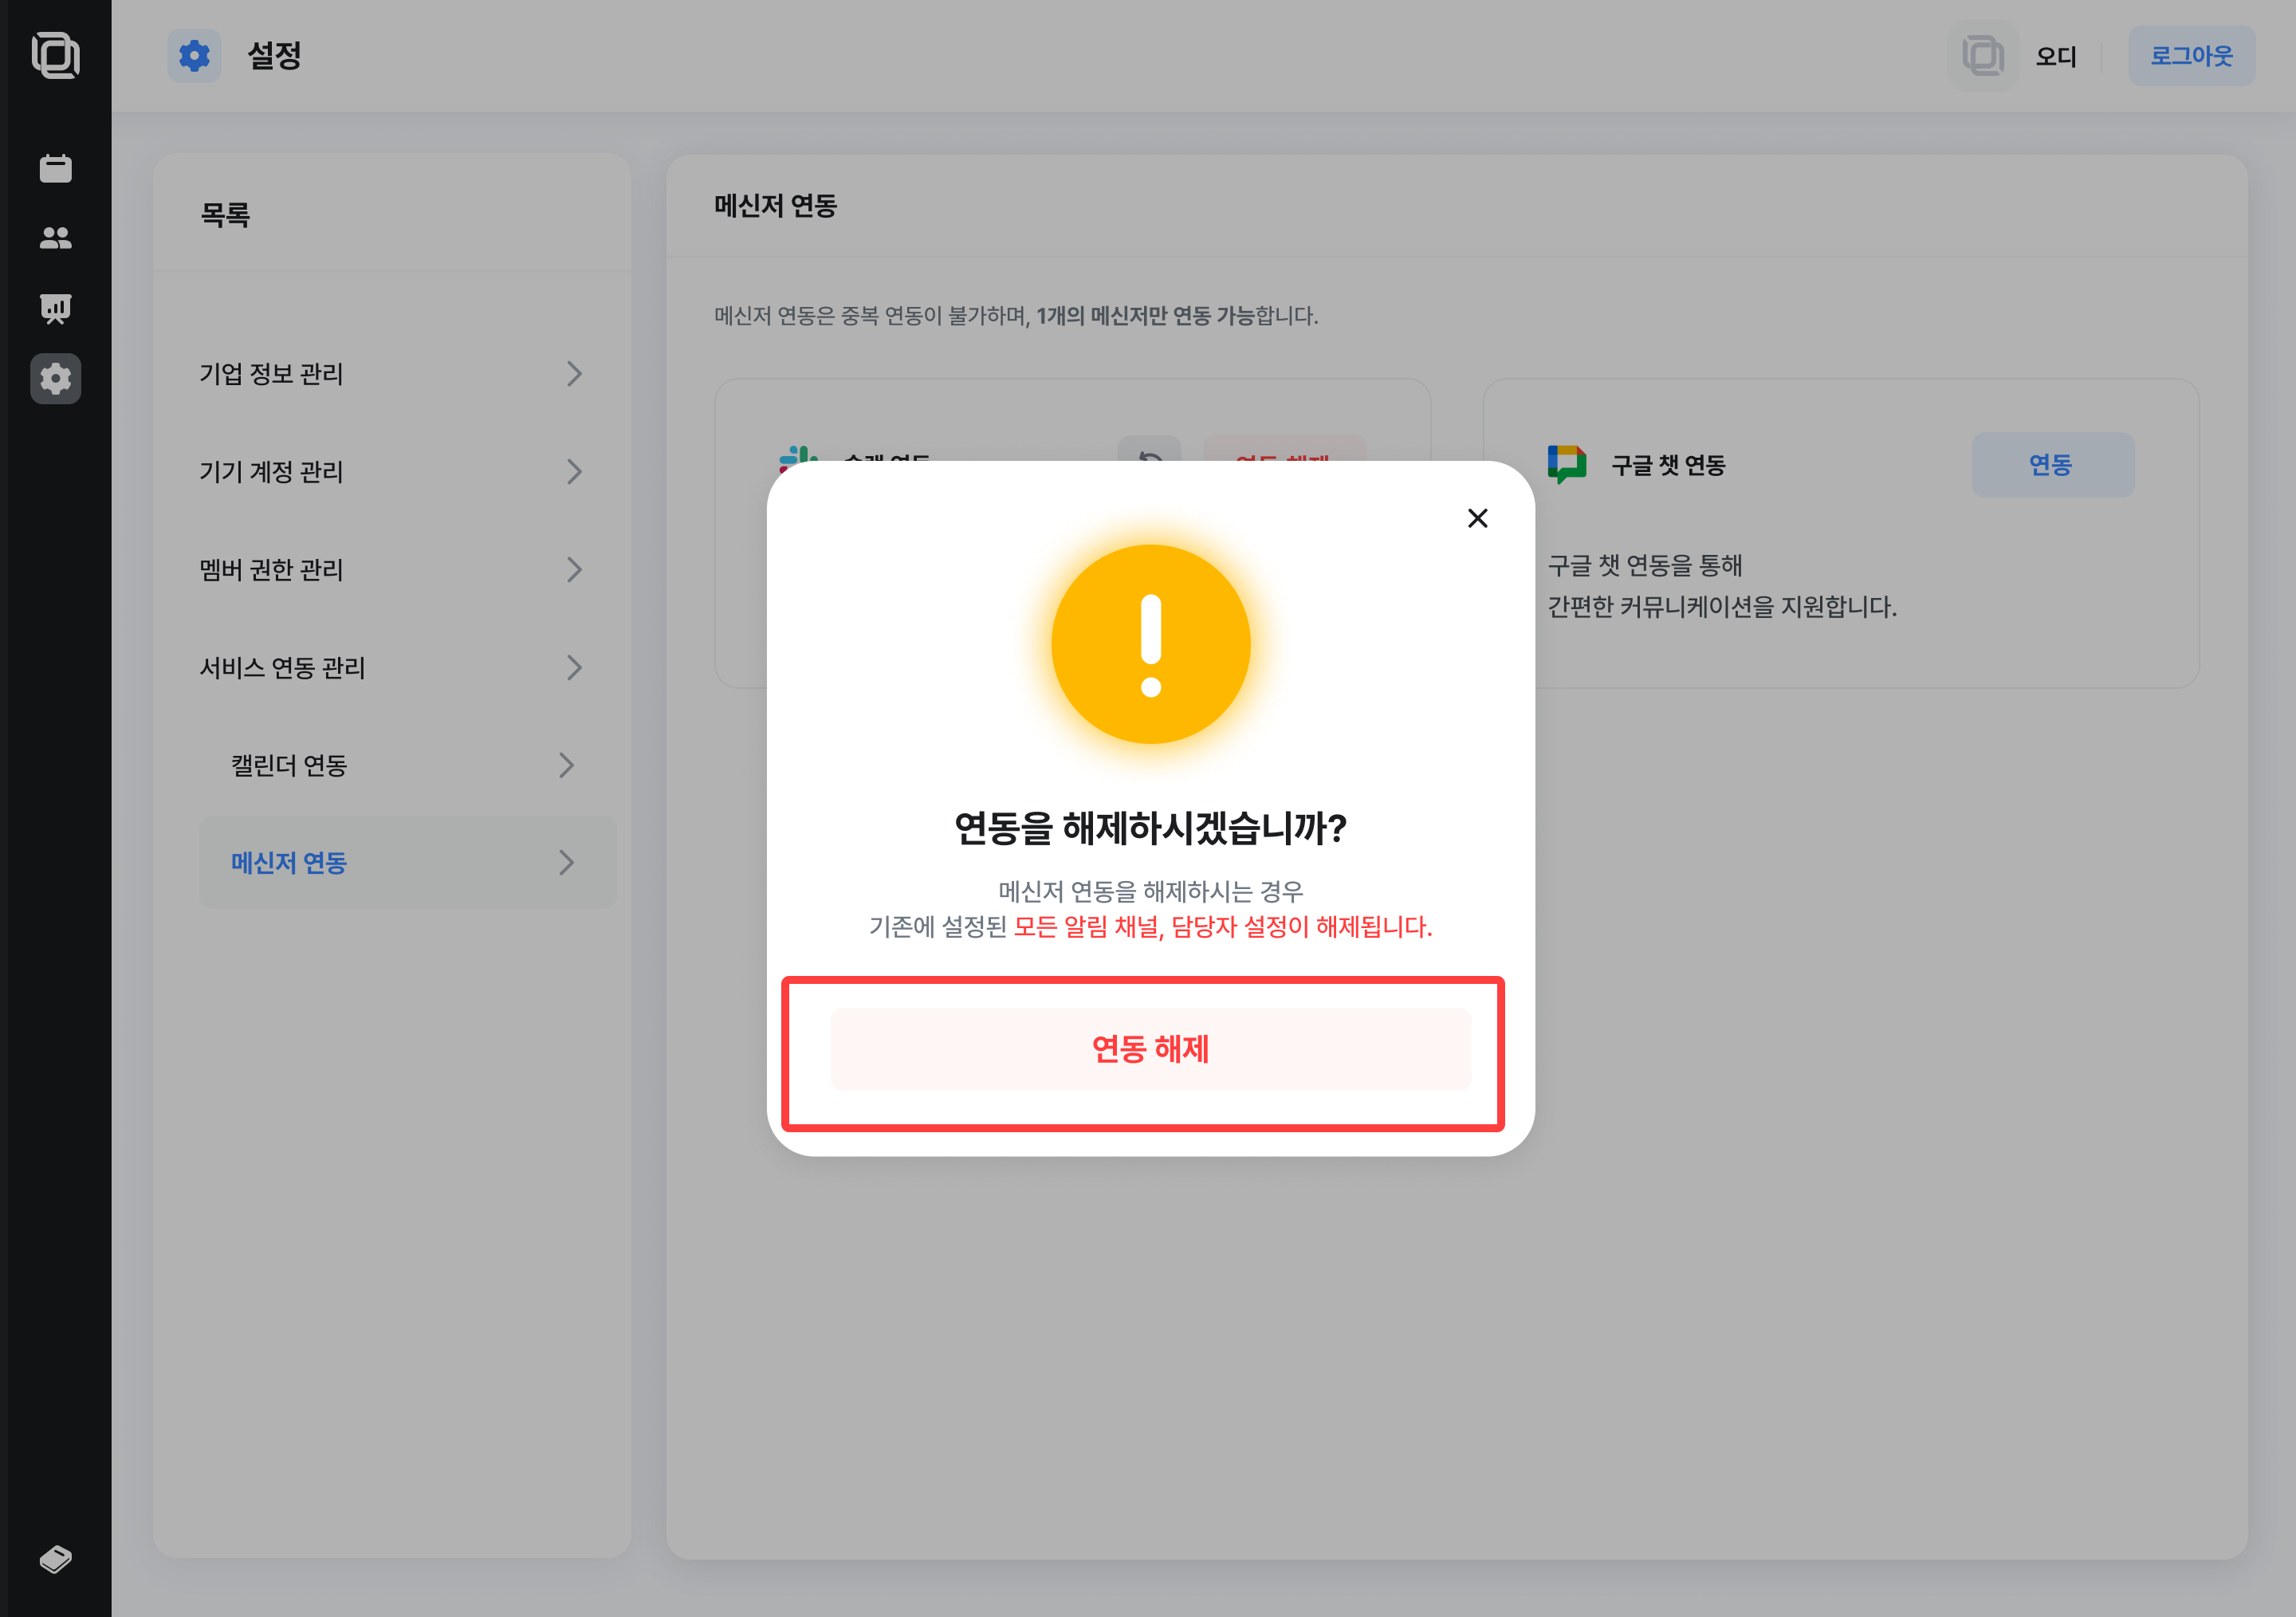 설정
오디
로그아웃
목록
기업 정보 관리
기기 계정 관리
멤버 권한 관리
서비스 연동 관리
캘린더 연동
메신저 연동
메신저 연동
메신저 연동은 중복 연동이 불가하며, 1개의 메신저만 연동 가능합니다.
구글 챗 연동
연동
구글 챗 연동을 통해
간편한 커뮤니케이션을 지원합니다.
연동을 해제하시겠습니까?
메신저 연동을 해제하시는 경우
기존에 설정된 모든 알림 채널, 담당자 설정이 해제됩니다.
연동 해제